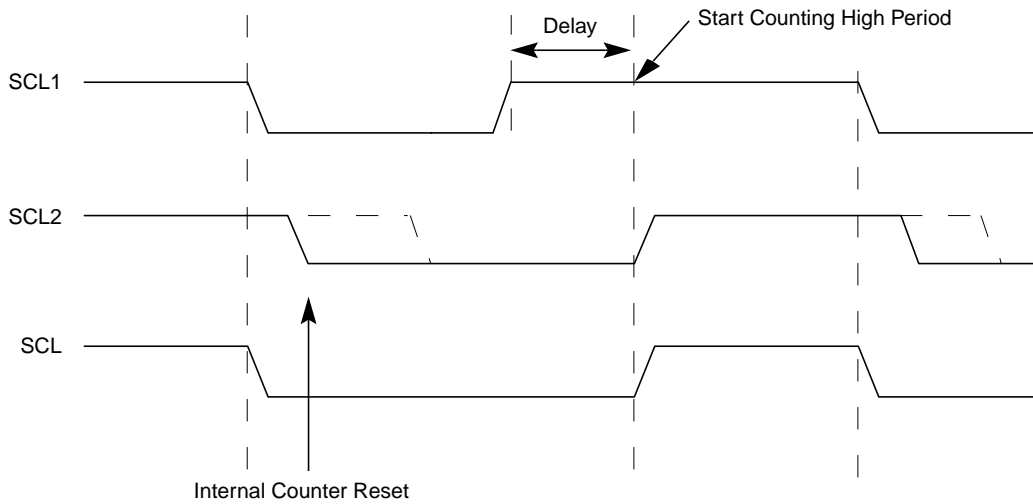 Start Counting High Period
Delay
SCL1
SCL2
SCL
Internal Counter Reset